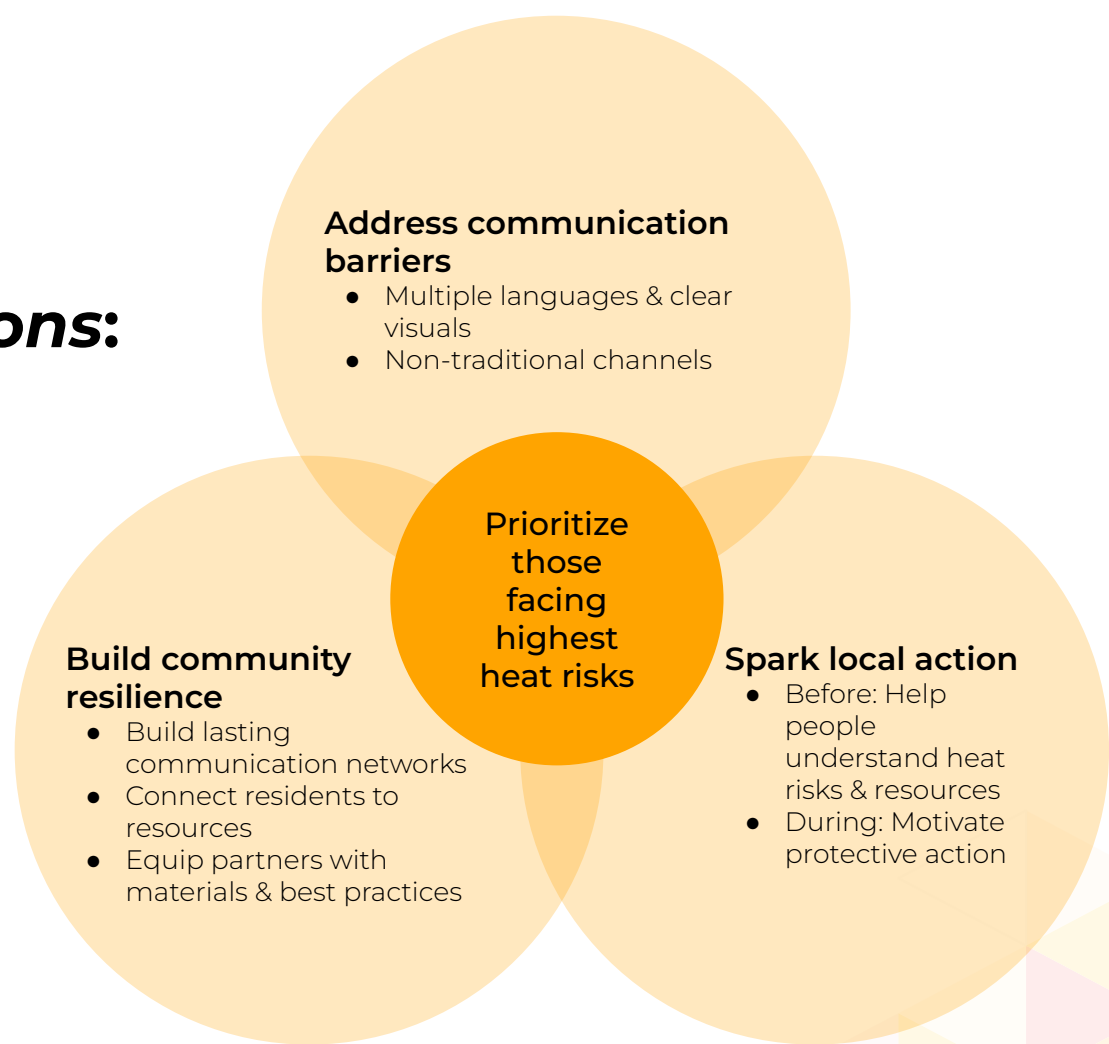 ons:
Address communication
barriers
● Multiple languages & clear
visuals
● Non-traditional channels
Prioritize
those
facing
highest
heat risks
Build community
resilience
● Build lasting
communication networks
● Connect residents to
resources
● Equip partners with
materials & best practices
Spark local action
● Before: Help
people
understand heat
risks & resources
● During: Motivate
protective action